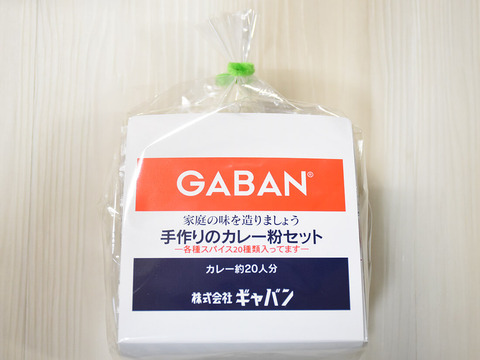 GABAN®
家庭の味を造りましょう
手作りのカレー粉セット
―各種スパイス20種類入ってます―
カレー約20人分
株式会社ギャバン